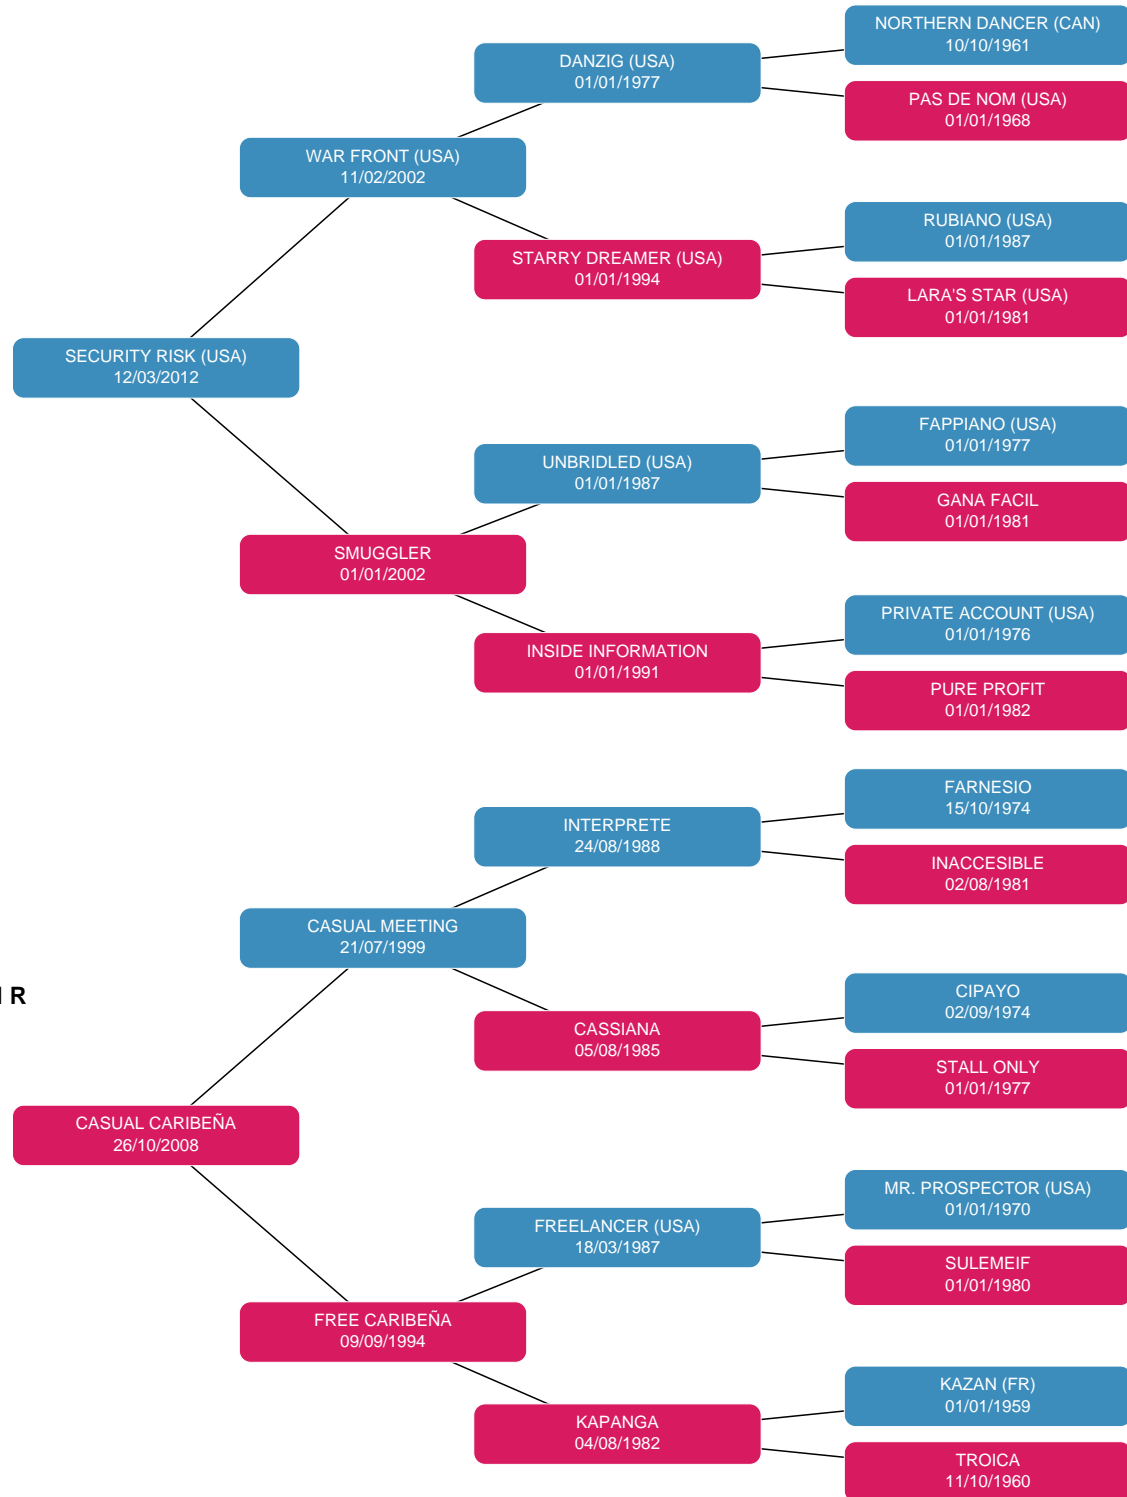 NORTHERN DANCER (CAN)
10/10/1961
DANZIG (USA)
01/01/1977
PAS DE NOM (USA)
01/01/1968
WAR FRONT (USA)
11/02/2002
RUBIANO (USA)
01/01/1987
STARRY DREAMER (USA)
01/01/1994
LARA'S STAR (USA)
01/01/1981
SECURITY RISK (USA)
12/03/2012
FAPPIANO (USA)
01/01/1977
UNBRIDLED (USA)
01/01/1987
GANA FACIL
01/01/1981
SMUGGLER
01/01/2002
PRIVATE ACCOUNT (USA)
01/01/1976
INSIDE INFORMATION
01/01/1991
PURE PROFIT
01/01/1982
FARNESIO
15/10/1974
INTERPRETE
24/08/1988
INACCESIBLE
02/08/1981
CASUAL MEETING
21/07/1999
CIPAYO
02/09/1974
CASSIANA
05/08/1985
STALL ONLY
01/01/1977
R
CASUAL CARIBEÑA
26/10/2008
MR. PROSPECTOR (USA)
01/01/1970
FREELANCER (USA)
18/03/1987
SULEMEIF
01/01/1980
FREE CARIBEÑA
09/09/1994
KAZAN (FR)
01/01/1959
KAPANGA
04/08/1982
TROICA
11/10/1960